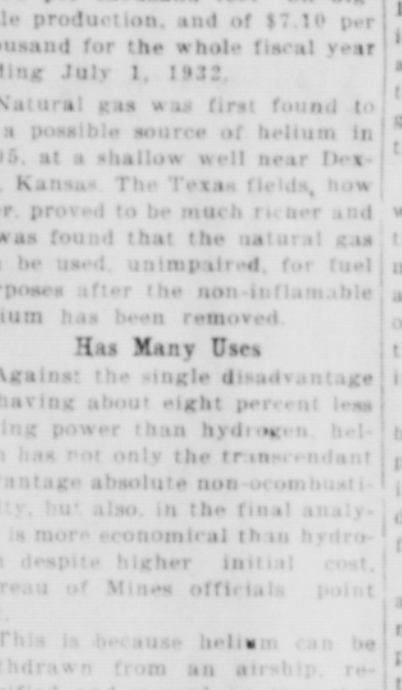 le production, and of $7.10 per
ousand for the whole fiscal year
ding July 1, 1932.
Natural gas was first found to
a possible source of helium in
05, at a shallow well near Dex-
, Kansas. The Texas fields, how
er, proved to be much richer and
was found that the natural gas
be used, unimpaired, for fuel
rposes after the non-inflamable
ium has been removed.
Has Many Uses
Against the single disadvantage
having about eight percent less
ing power than hydrogen, hel-
has not only the transcendant
vantage absolute non-ocombusti-
ity, but also, in the final analy-
is more economical than hydro-
despite higher initial cost,
reau of Mines officials point
This is because helium can be
thdrawn from an airship, re-